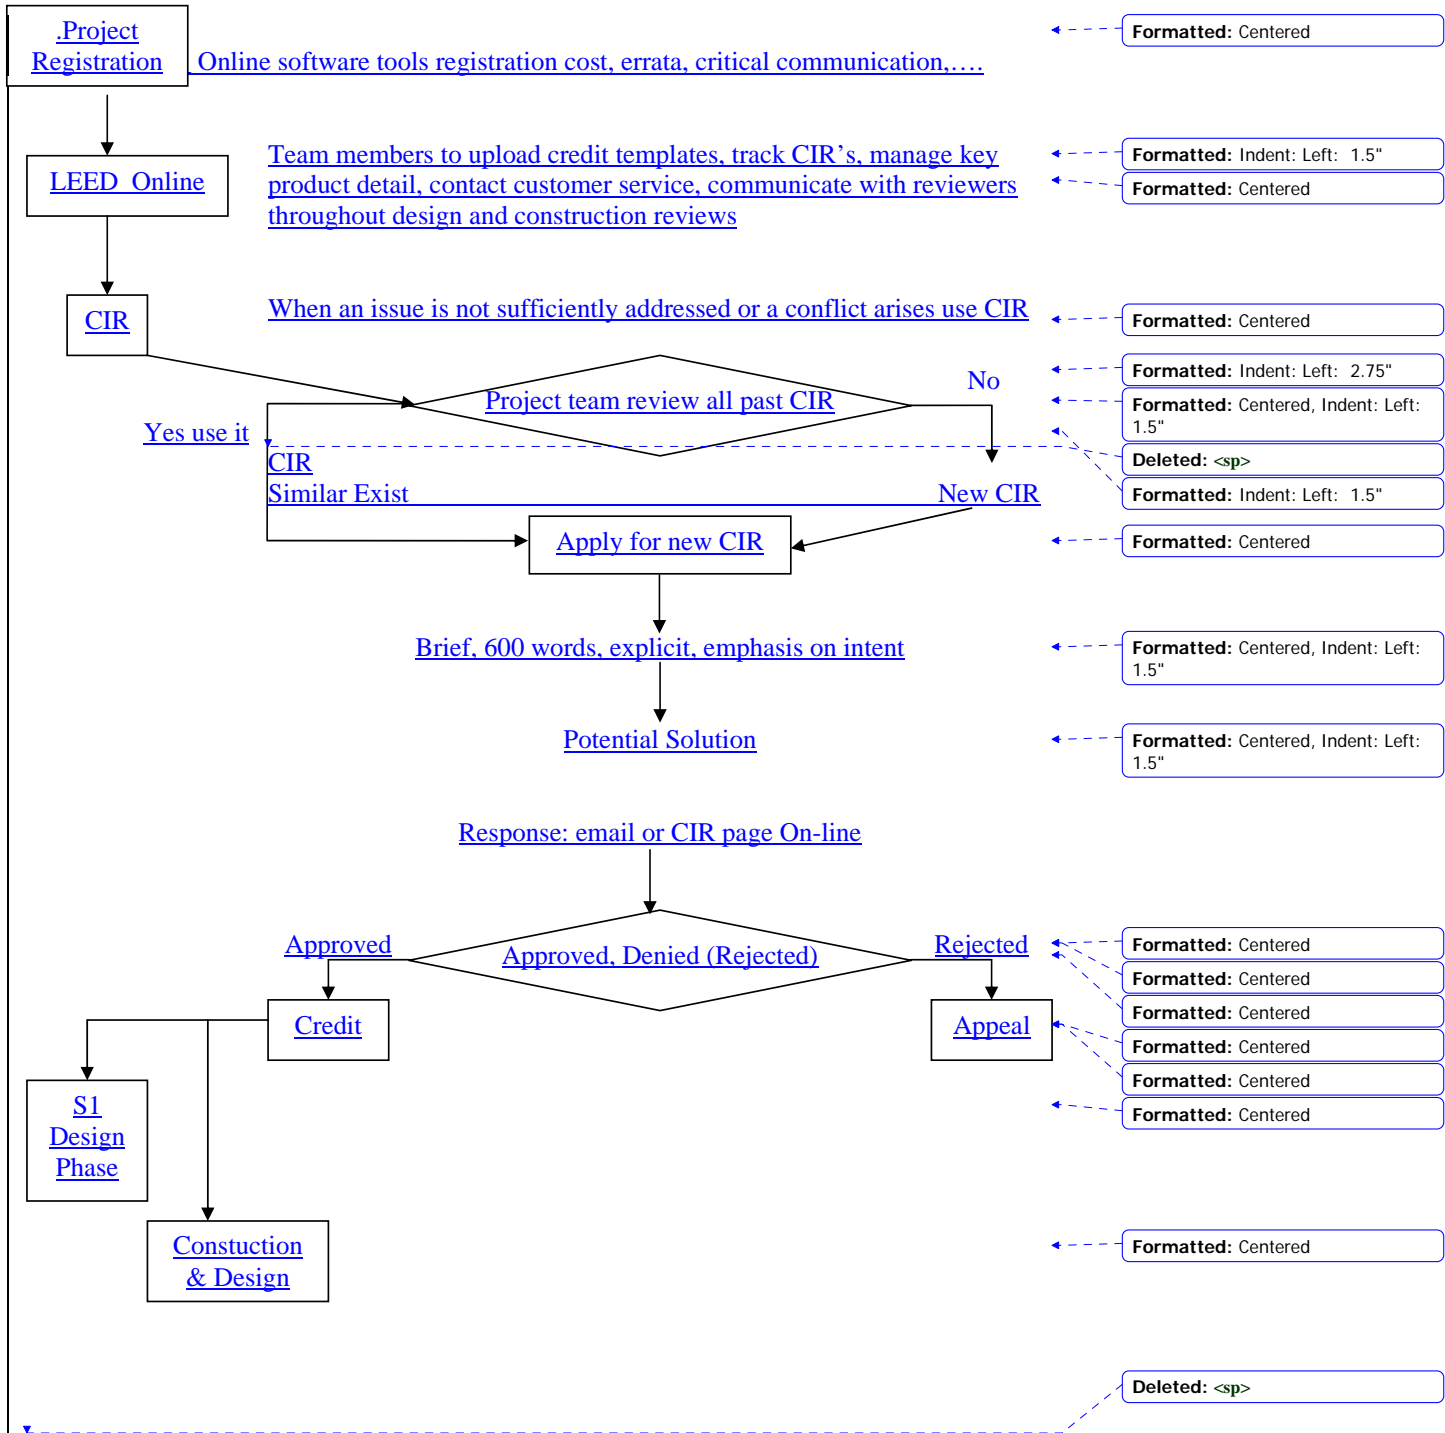 .Project
Registration
, Online software tools registration cost, errata, critical communication,….
Formatted: Centered
LEED Online
Team members to upload credit templates, track CIR’s, manage key
product detail, contact customer service, communicate with reviewers
throughout design and construction reviews
Formatted: Indent: Left: 1.5"
Formatted: Centered
CIR
When an issue is not sufficiently addressed or a conflict arises use CIR
Formatted: Centered
Project team review all past CIR
No
Yes use it
Formatted: Indent: Left: 2.75"
Formatted: Centered, Indent: Left:
1.5"
Deleted: <sp>
Formatted: Indent: Left: 1.5"
CIR
Similar Exist New CIR
Apply for new CIR
Formatted: Centered
Brief, 600 words, explicit, emphasis on intent
Formatted: Centered, Indent: Left:
1.5"
Potential Solution
Formatted: Centered, Indent: Left:
1.5"
Response: email or CIR page On-line
Approved
Approved, Denied (Rejected)
Rejected
Formatted: Centered
Formatted: Centered
Formatted: Centered
Credit
Appeal
Formatted: Centered
Formatted: Centered
Formatted: Centered
S1
Design
Phase
Constuction
& Design
Formatted: Centered
Deleted: <sp>